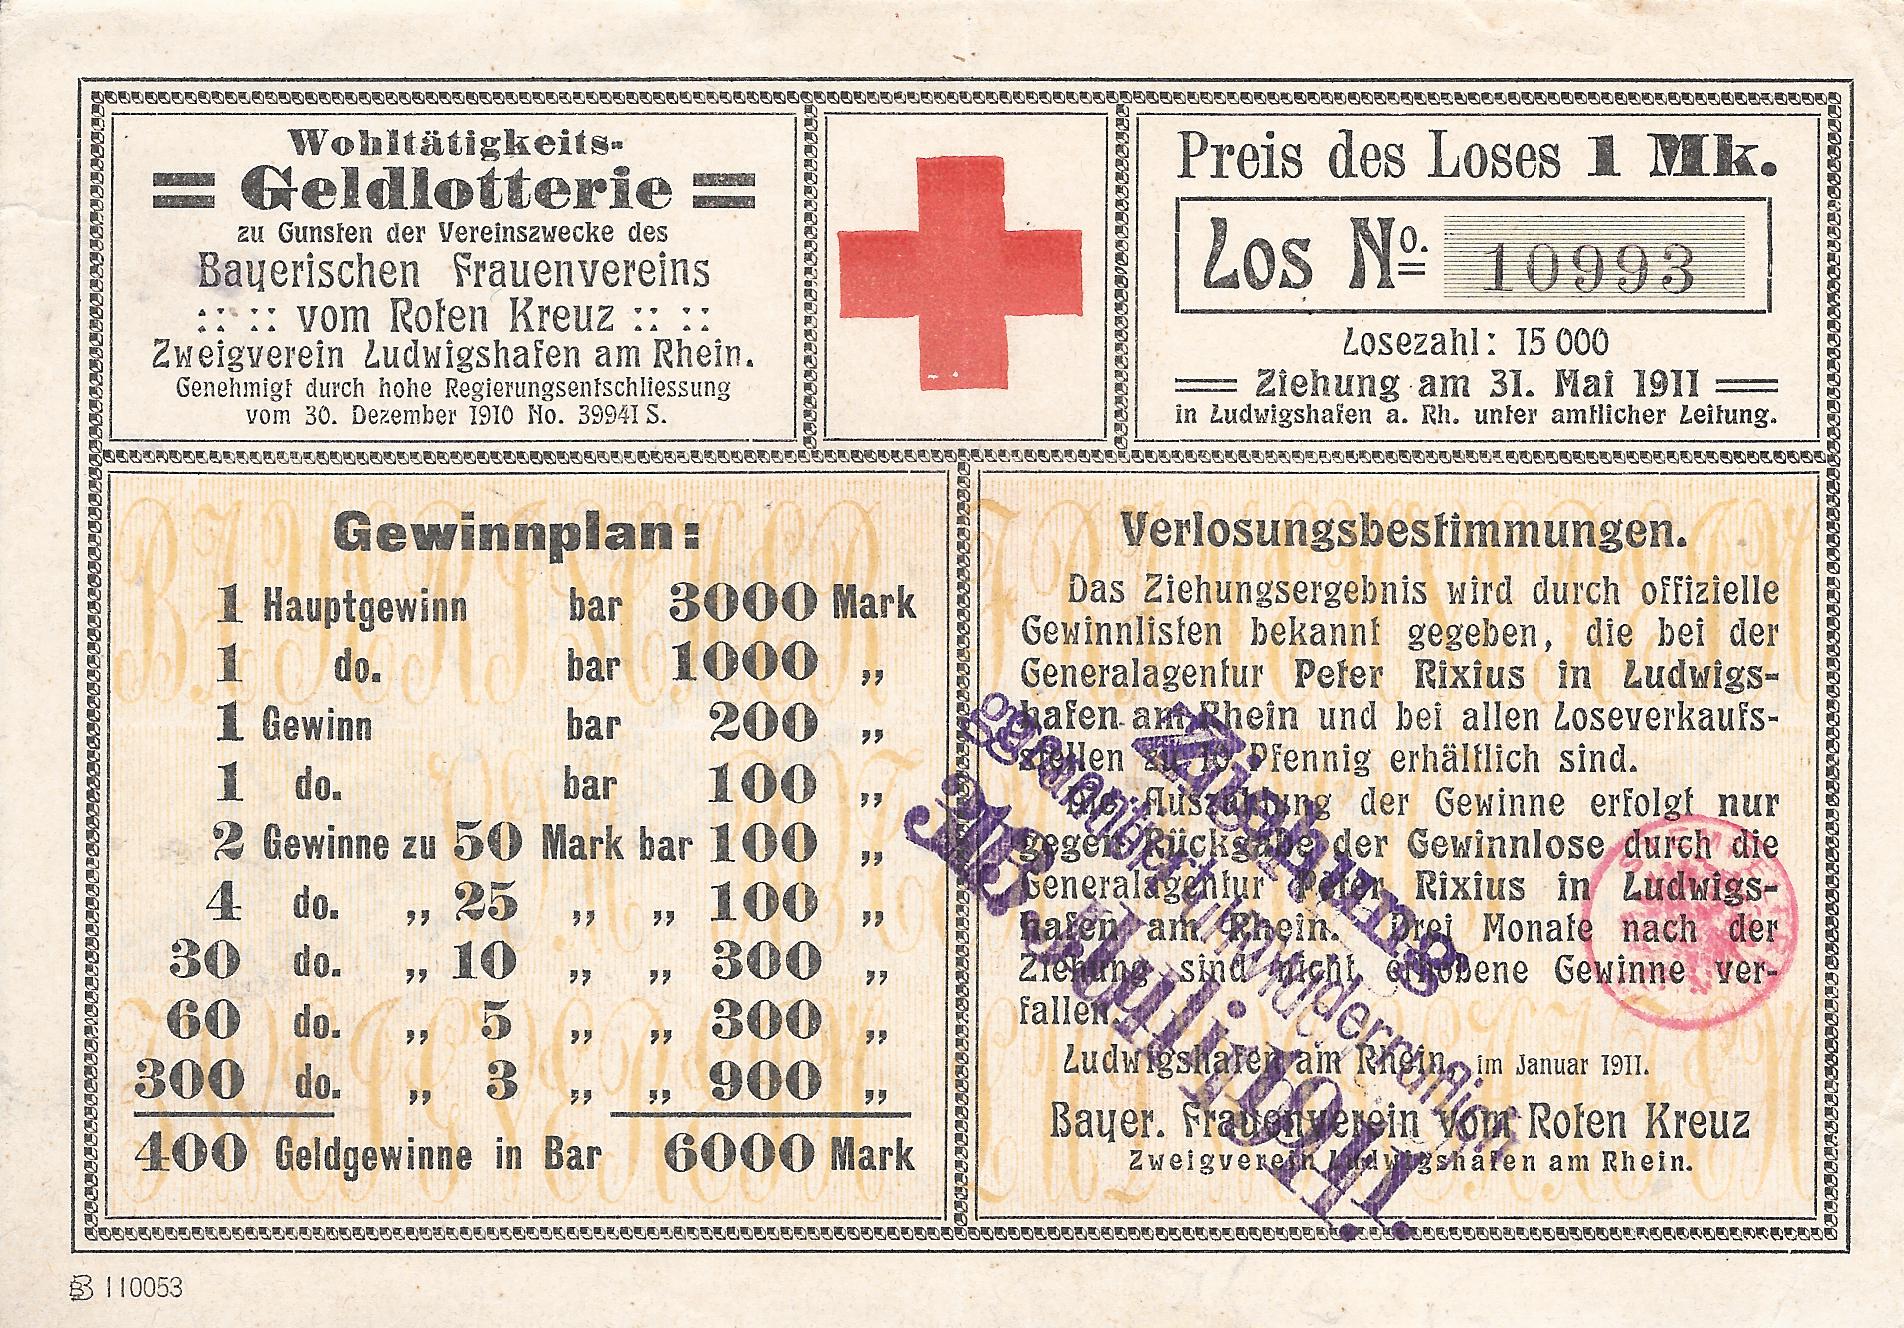 Wohltätigkeits-
Geldlotterie
zu Gunsten der Vereinszwecke des
Bayerischen Frauenvereins
:: :: vom Roten Kreuz :: ::
Zweigverein Ludwigshafen am Rhein.
Genehmigt durch hohe Regierungsentschliessung
vom 30. Dezember 1910 No. 39941 S.
Preis des Loses 1 Mk.
Los No. 10993
Losezahl: 15 000
Ziehung am 31. Mai 1911
in Ludwigshafen a. Rh. unter amtlicher Leitung.
Gewinnplan:
1 Hauptgewinn bar 3000 Mark
1 do. bar 1000 „
1 Gewinn bar 200 „
1 do. bar 100 „
2 Gewinne zu 50 Mark bar 100 „
4 do. „ 25 „ „ 100 „
30 do. „ 10 „ „ 300 „
60 do. „ 5 „ „ 300 „
300 do. „ 3 „ „ 900 „
400 Geldgewinne in Bar 6000 Mark
Verlosungsbestimmungen.
Das Ziehungsergebnis wird durch offizielle
Gewinnlisten bekannt gegeben, die bei der
Generalagentur Peter Rixius in Ludwigs-
hafen am Rhein und bei allen Loseverkaufs-
stellen zu 10 Pfennig erhältlich sind.
Die Auszahlung der Gewinne erfolgt nur
gegen Rückgabe der Gewinnlose durch die
Generalagentur Peter Rixius in Ludwigs-
hafen am Rhein. Drei Monate nach der
Ziehung sind nicht erhobene Gewinne ver-
fallen.
Ludwigshafen am Rhein, im Januar 1911.
Bayer. Frauenverein vom Roten Kreuz
Zweigverein Ludwigshafen am Rhein.
Ziehung
garantiert unwiderruflich
28 Juli 1911.
110053